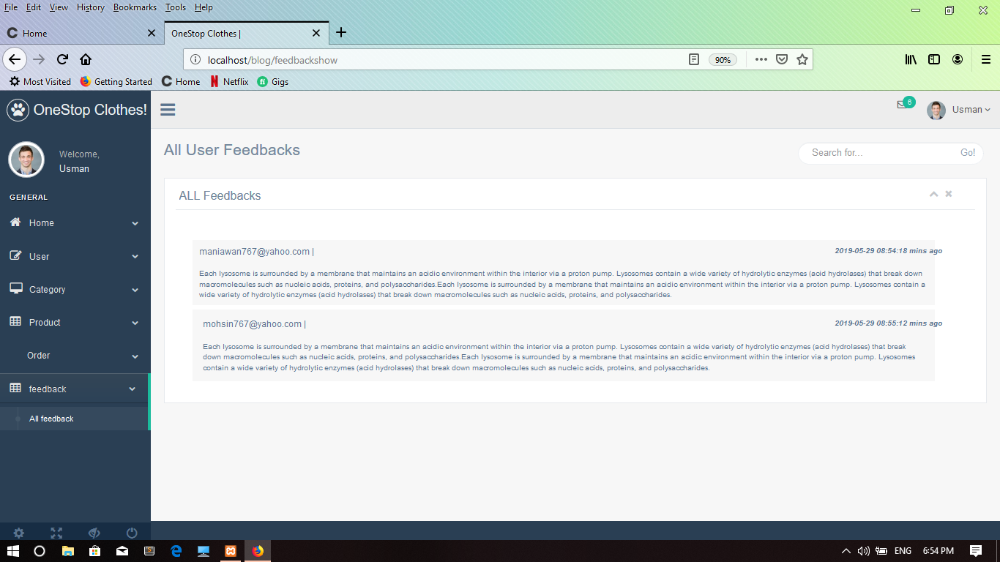 File Edit View History Bookmarks Tools Help
Home
OneStop Clothes |
localhost/blog/feedbackshow
90%
Most Visited Getting Started Home Netflix Gigs
OneStop Clothes!
6
Usman
Welcome,
Usman
GENERAL
Home
User
Category
Product
Order
feedback
All feedback
All User Feedbacks
Search for... Go!
ALL Feedbacks
maniawan767@yahoo.com | 2019-05-29 08:54:18 mins ago
Each lysosome is surrounded by a membrane that maintains an acidic environment within the interior via a proton pump. Lysosomes contain a wide variety of hydrolytic enzymes (acid hydrolases) that break down
macromolecules such as nucleic acids, proteins, and polysaccharides.Each lysosome is surrounded by a membrane that maintains an acidic environment within the interior via a proton pump. Lysosomes contain a
wide variety of hydrolytic enzymes (acid hydrolases) that break down macromolecules such as nucleic acids, proteins, and polysaccharides.
mohsin767@yahoo.com | 2019-05-29 08:55:12 mins ago
Each lysosome is surrounded by a membrane that maintains an acidic environment within the interior via a proton pump. Lysosomes contain a wide variety of hydrolytic enzymes (acid hydrolases) that break
down macromolecules such as nucleic acids, proteins, and polysaccharides.Each lysosome is surrounded by a membrane that maintains an acidic environment within the interior via a proton pump. Lysosomes
contain a wide variety of hydrolytic enzymes (acid hydrolases) that break down macromolecules such as nucleic acids, proteins, and polysaccharides.
ENG 6:54 PM